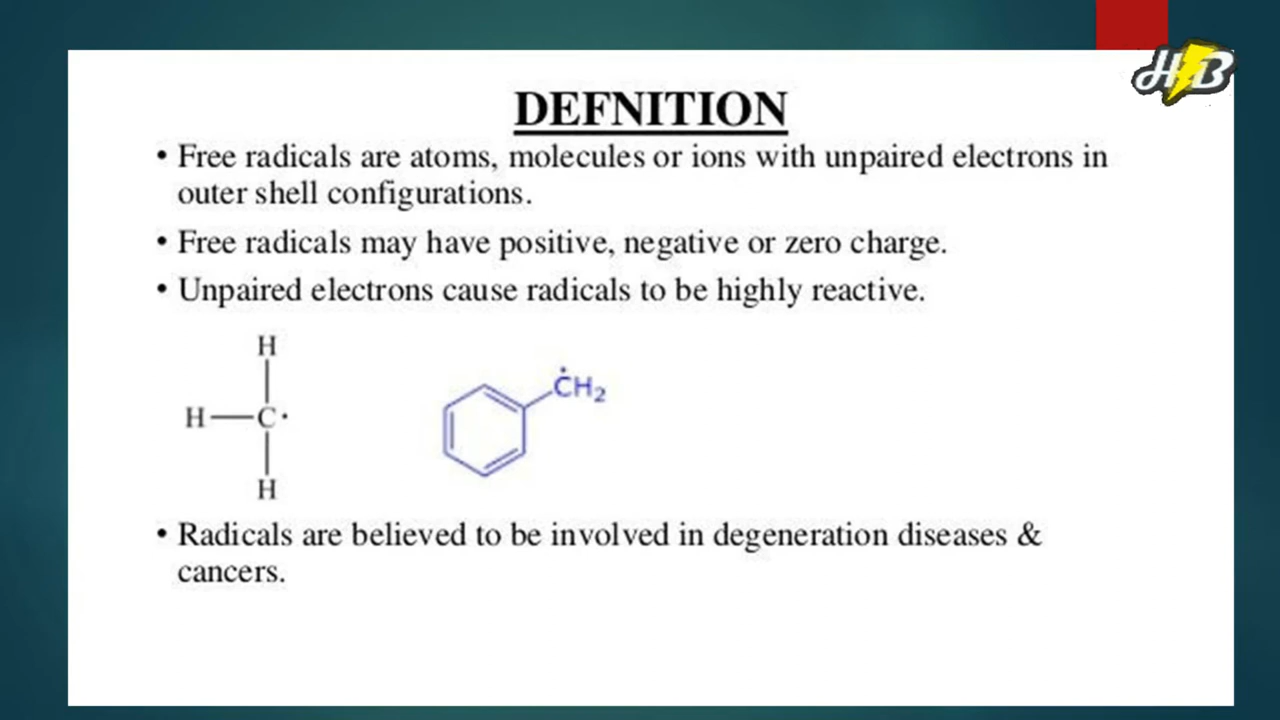 HB
DEFNITION
• Free radicals are atoms, molecules or ions with unpaired electrons in
outer shell configurations.
• Free radicals may have positive, negative or zero charge.
• Unpaired electrons cause radicals to be highly reactive.
H
H—C·
H
ĊH₂
• Radicals are believed to be involved in degeneration diseases &
cancers.